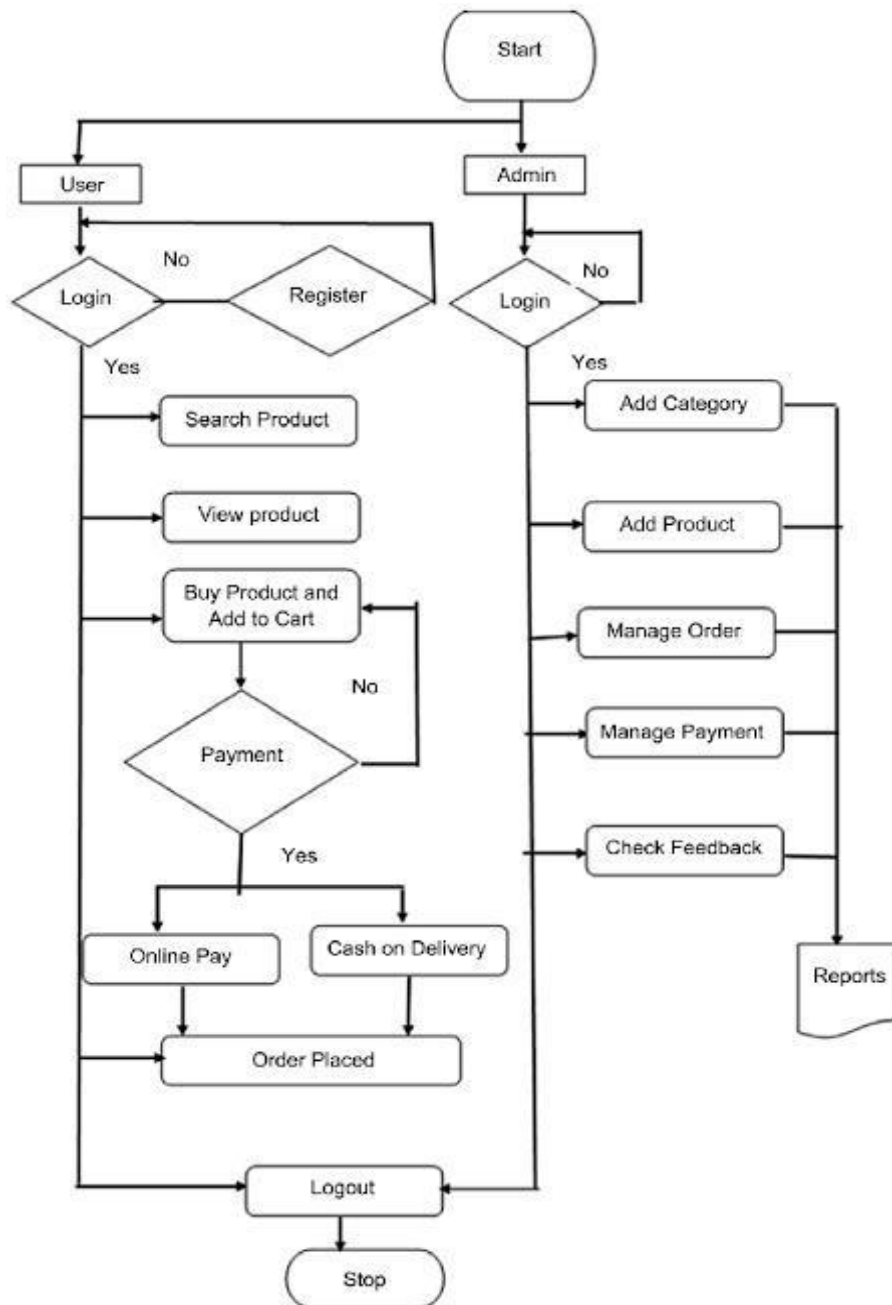 Start
User
Admin
No
Login
Register
No
Login
Yes
Yes
Search Product
Add Category
View product
Add Product
Buy Product and
Add to Cart
Manage Order
No
Payment
Manage Payment
Yes
Check Feedback
Online Pay
Cash on Delivery
Reports
Order Placed
Logout
Stop